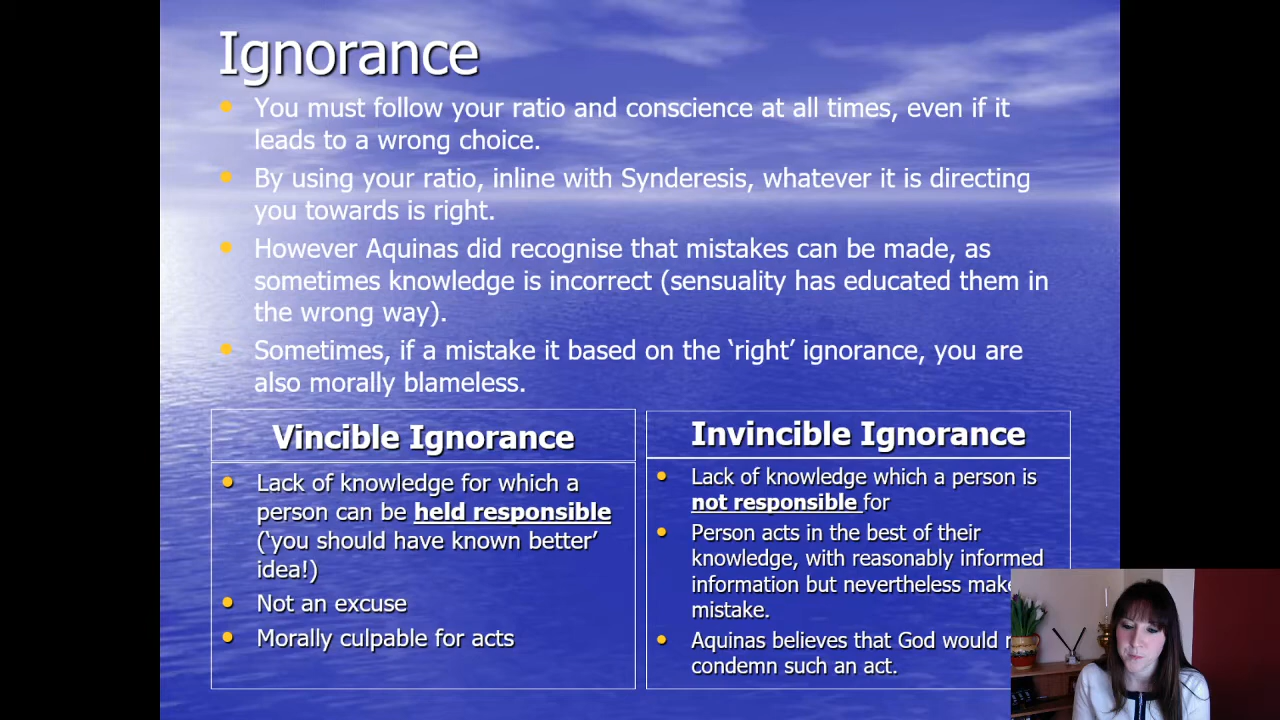 Ignorance
You must follow your ratio and conscience at all times, even if it
leads to a wrong choice.
By using your ratio, inline with Synderesis, whatever it is directing
you towards is right.
However Aquinas did recognise that mistakes can be made, as
sometimes knowledge is incorrect (sensuality has educated them in
the wrong way).
Sometimes, if a mistake it based on the ‘right’ ignorance, you are
also morally blameless.
Vincible Ignorance
Lack of knowledge for which a
person can be held responsible
(‘you should have known better’
idea!)
Not an excuse
Morally culpable for acts
Invincible Ignorance
Lack of knowledge which a person is
not responsible for
Person acts in the best of their
knowledge, with reasonably informed
information but nevertheless make
mistake.
Aquinas believes that God would
condemn such an act.